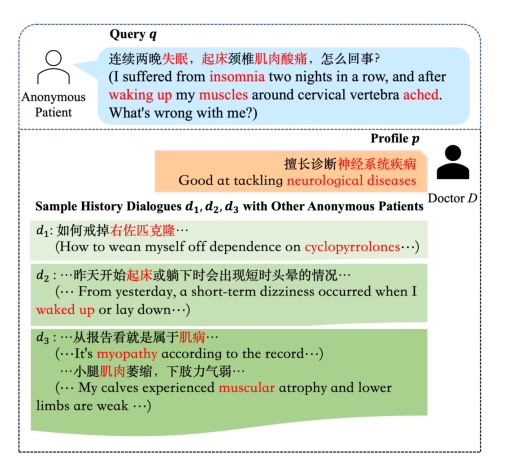 Query q
连续两晚失眠，起床颈椎肌肉酸痛，怎么回事?
(I suffered from insomnia two nights in a row, and after
waking up my muscles around cervical vertebra ached.
What's wrong with me?)
Anonymous
Patient
Profile p
擅长诊断神经系统疾病
Good at tackling neurological diseases
Doctor D
Sample History Dialogues d₁, d₂, d₃ with Other Anonymous Patients
d₁: 如何戒掉右佐匹克隆⋯
(How to wean myself off dependence on cyclopyrrolones⋯)
d₂ : ⋯昨天开始起床或躺下时会出现短时头晕的情况⋯
(⋯ From yesterday, a short-term dizziness occurred when I
waked up or lay down⋯)
d₃ : ⋯从报告看就是属于肌病⋯
(⋯It's myopathy according to the record⋯)
⋯小腿肌肉萎缩，下肢力气弱⋯
(⋯ My calves experienced muscular atrophy and lower
limbs are weak ⋯)